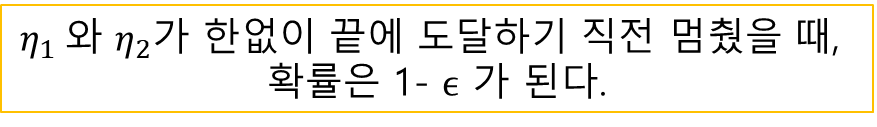 η₁ 와 η₂가 한없이 끝에 도달하기 직전 멈췄을 때,
확률은 1- ϵ 가 된다.